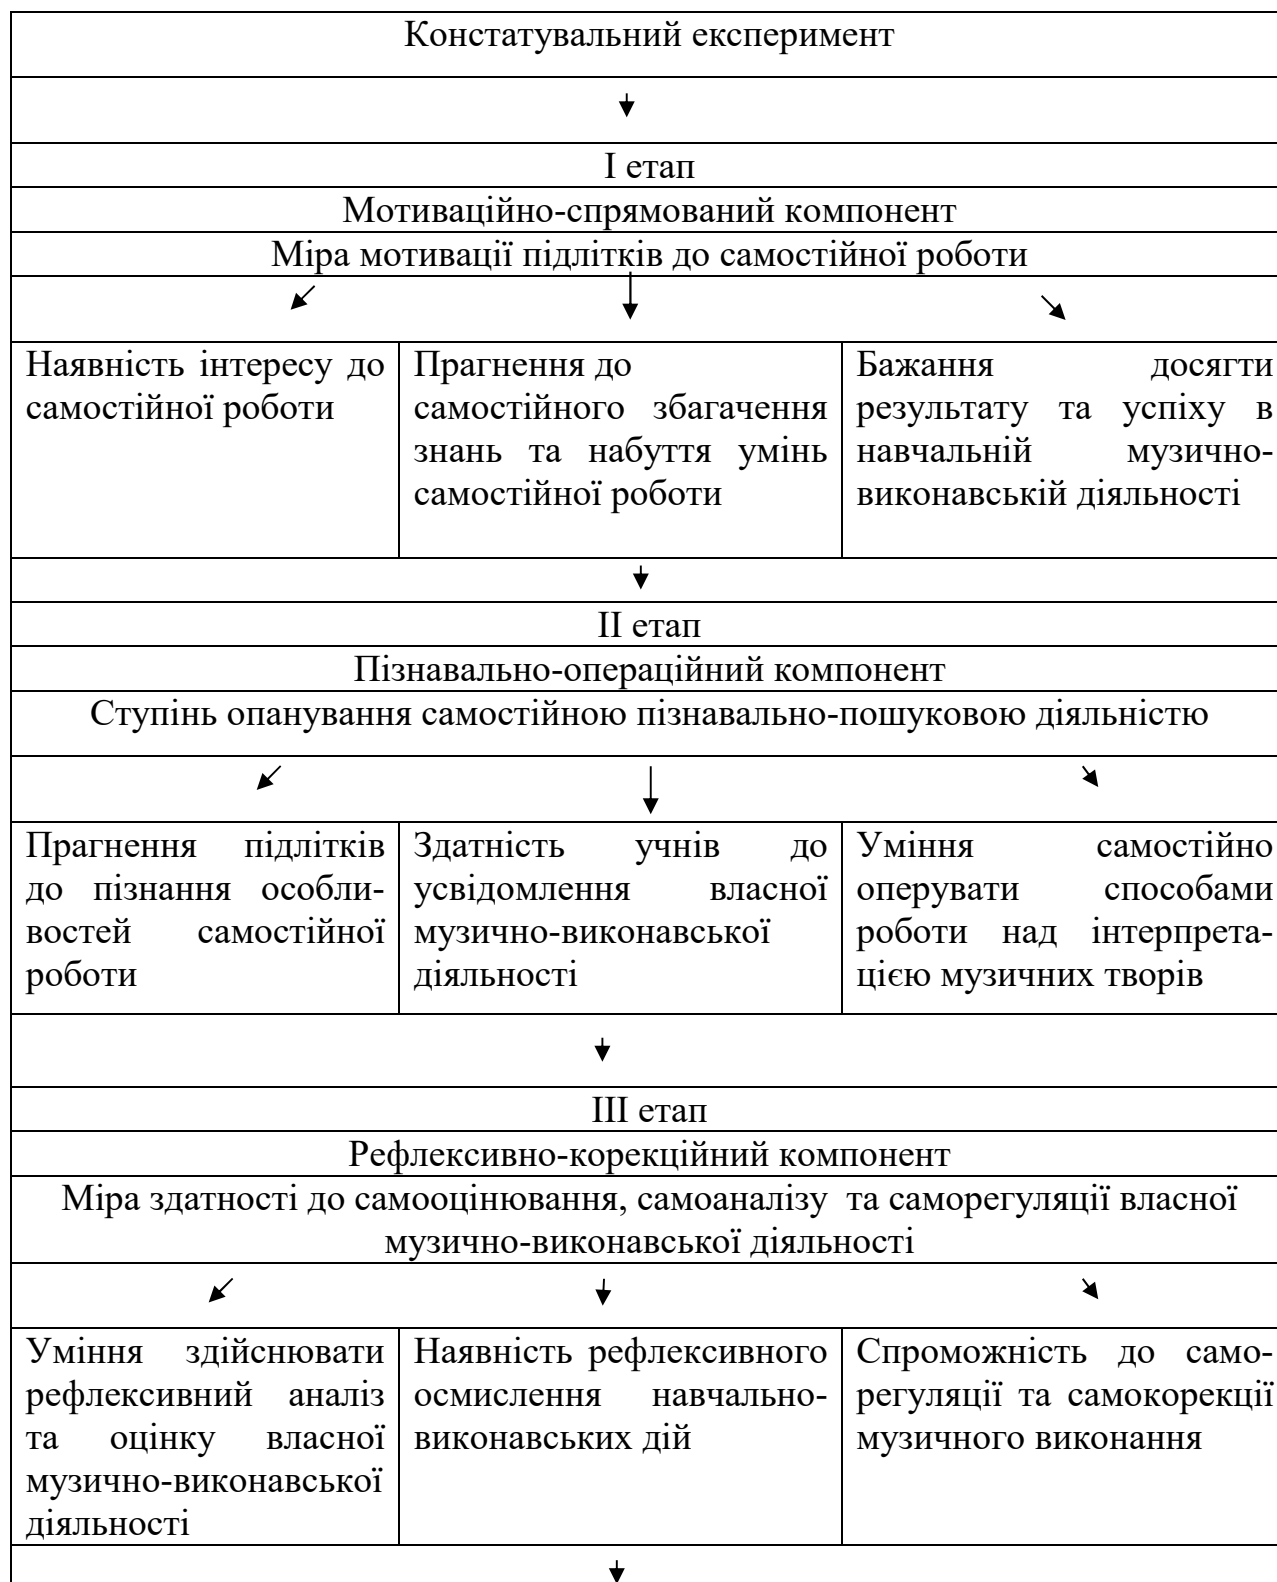 Констатувальний експеримент
І етап
Мотиваційно-спрямований компонент
Міра мотивації підлітків до самостійної роботи
Наявність інтересу до
самостійної роботи
Прагнення до
самостійного збагачення
знань та набуття умінь
самостійної роботи
Бажання досягти
результату та успіху в
навчальній музично-
виконавській діяльності
ІІ етап
Пізнавально-операційний компонент
Ступінь опанування самостійною пізнавально-пошуковою діяльністю
Прагнення підлітків
до пізнання особли-
востей самостійної
роботи
Здатність учнів до
усвідомлення власної
музично-виконавської
діяльності
Уміння самостійно
оперувати способами
роботи над інтерпрета-
цією музичних творів
ІІІ етап
Рефлексивно-корекційний компонент
Міра здатності до самооцінювання, самоаналізу та саморегуляції власної
музично-виконавської діяльності
Уміння здійснювати
рефлексивний аналіз
та оцінку власної
музично-виконавської
діяльності
Наявність рефлексивного
осмислення навчально-
виконавських дій
Спроможність до само-
регуляції та самокорекції
музичного виконання